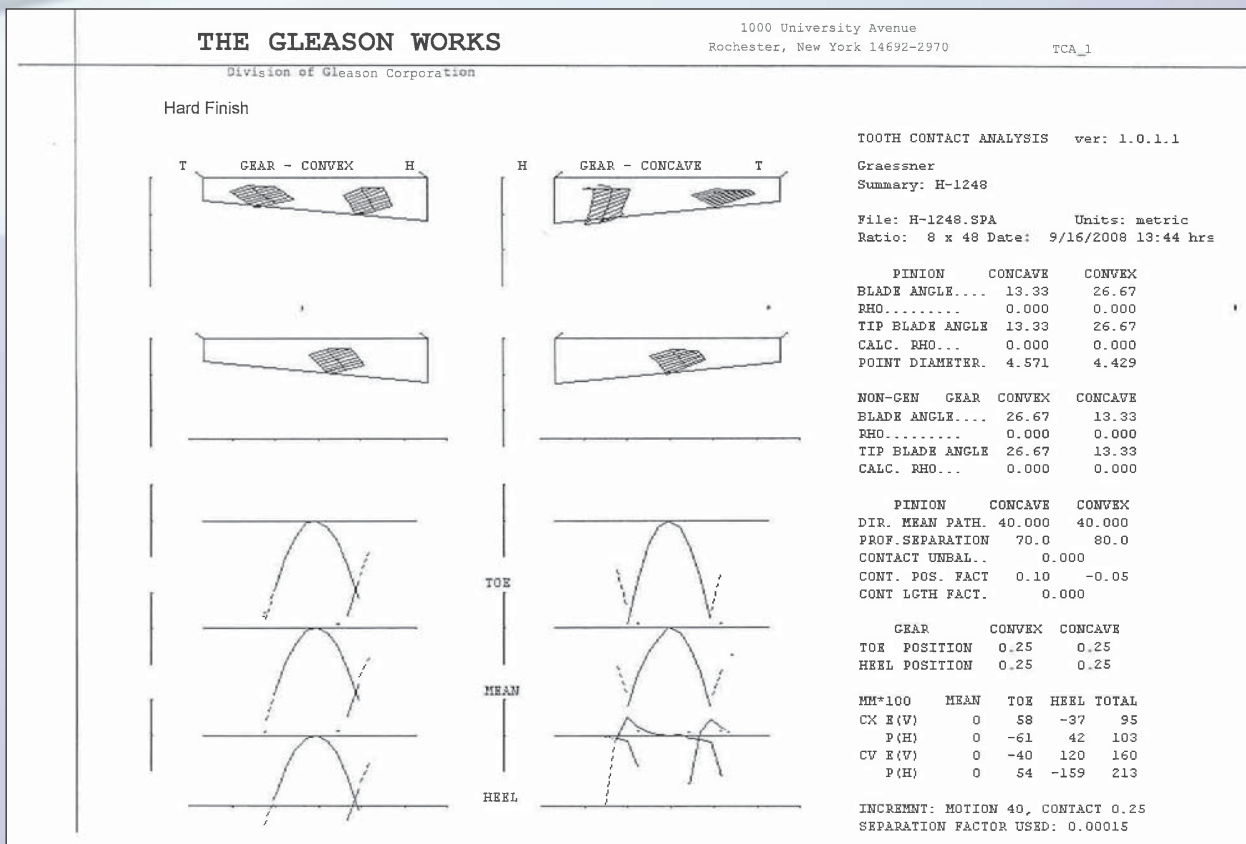 THE GLEASON WORKS
1000 University Avenue
Rochester, New York 14692-2970
TCA_1
Division of Gleason Corporation
Hard Finish
T GEAR - CONVEX H
H GEAR - CONCAVE T
TOE
MEAN
HEEL
TOOTH CONTACT ANALYSIS ver: 1.0.1.1
Graessner
Summary: H-1248
File: H-1248.SPA Units: metric
Ratio: 8 x 48 Date: 9/16/2008 13:44 hrs
PINION CONCAVE CONVEX
BLADE ANGLE.... 13.33 26.67
RHO......... 0.000 0.000
TIP BLADE ANGLE 13.33 26.67
CALC. RHO... 0.000 0.000
POINT DIAMETER. 4.571 4.429
NON-GEN GEAR CONVEX CONCAVE
BLADE ANGLE.... 26.67 13.33
RHO......... 0.000 0.000
TIP BLADE ANGLE 26.67 13.33
CALC. RHO... 0.000 0.000
PINION CONCAVE CONVEX
DIR. MEAN PATH. 40.000 40.000
PROF.SEPARATION 70.0 80.0
CONTACT UNBAL.. 0.000
CONT. POS. FACT 0.10 -0.05
CONT LGTH FACT. 0.000
GEAR CONVEX CONCAVE
TOE POSITION 0.25 0.25
HEEL POSITION 0.25 0.25
MM*100 MEAN TOE HEEL TOTAL
CX E(V) 0 58 -37 95
P(H) 0 -61 42 103
CV E(V) 0 -40 120 160
P(H) 0 54 -159 213
INCREMNT: MOTION 40, CONTACT 0.25
SEPARATION FACTOR USED: 0.00015